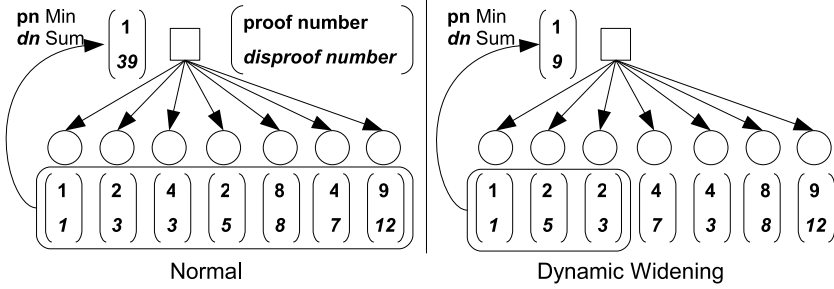 pn Min
dn Sum
1
39
proof number
disproof number
1 2 4 2 8 4 9
1 3 3 5 8 7 12
Normal
pn Min
dn Sum
1
9
1 2 2 4 4 8 9
1 5 3 7 3 8 12
Dynamic Widening